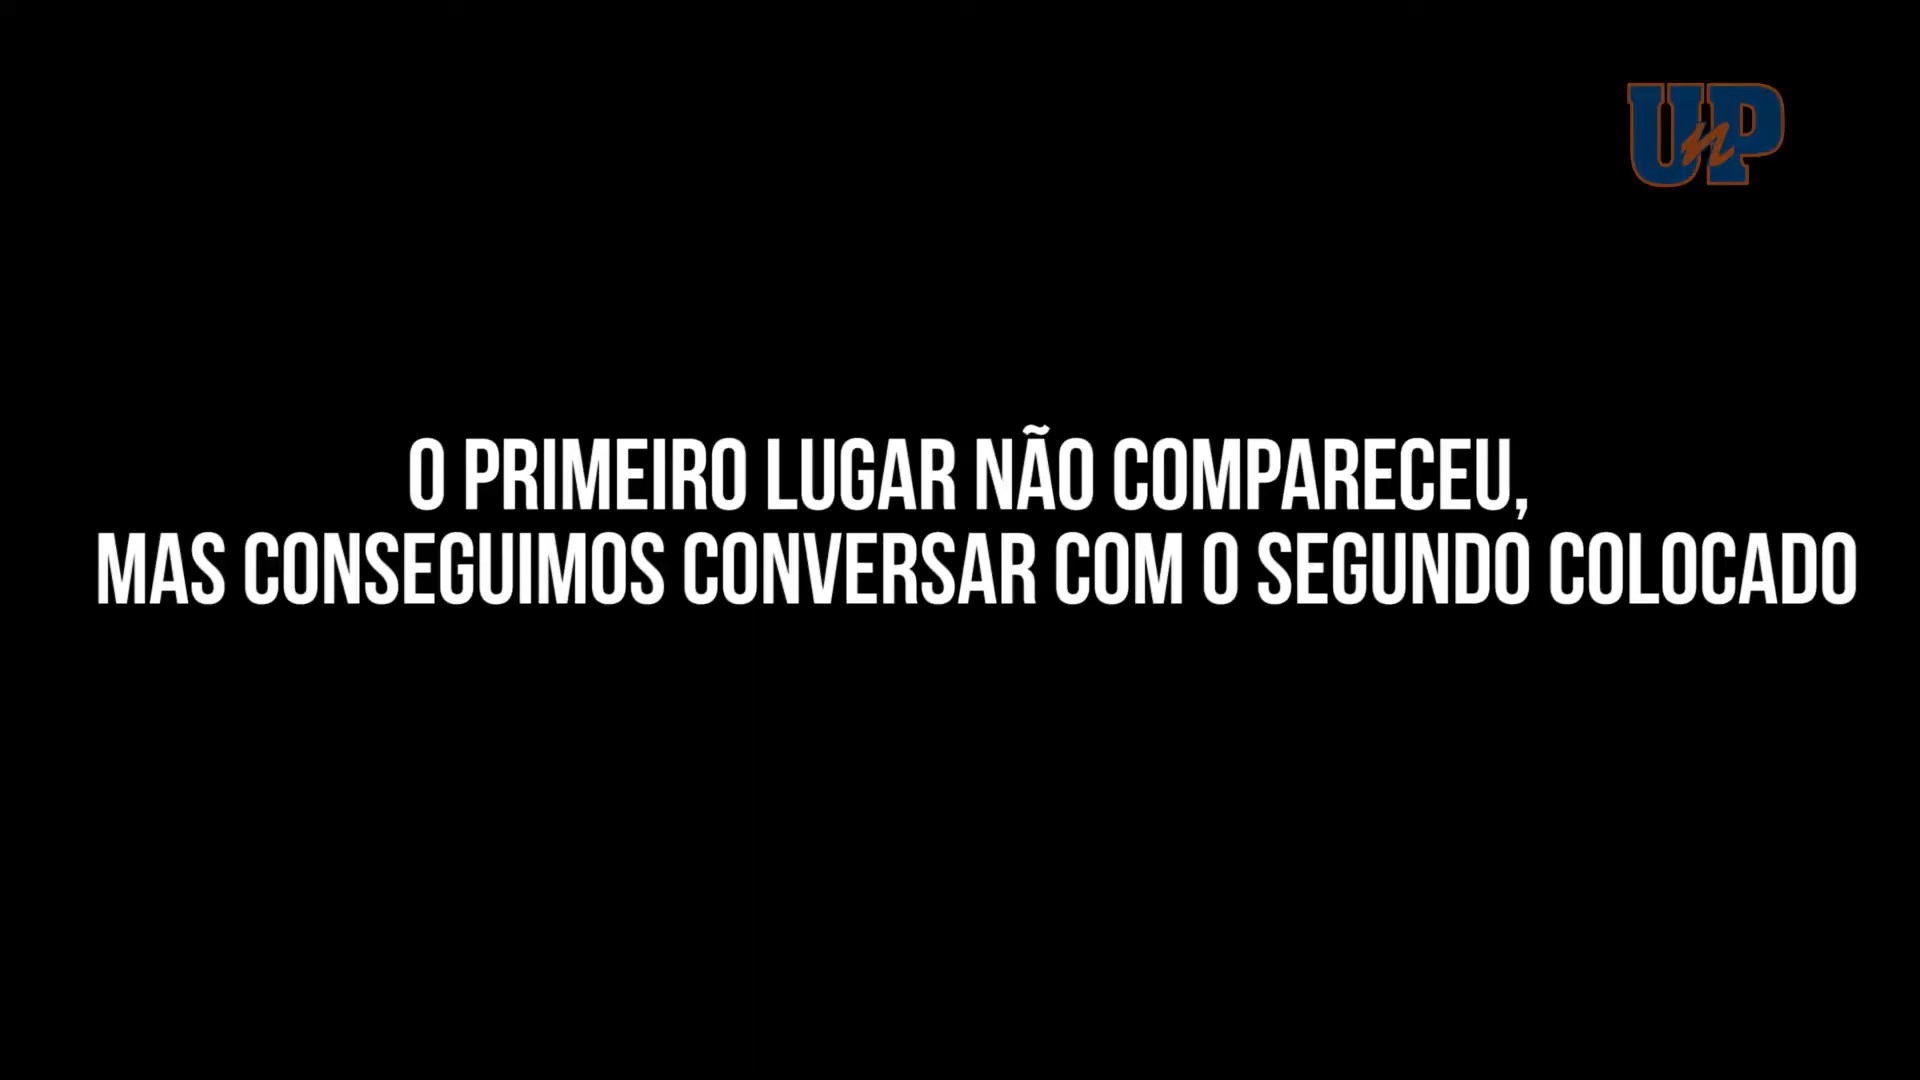 UnP
O PRIMEIRO LUGAR NÃO COMPARECEU,
MAS CONSEGUIMOS CONVERSAR COM O SEGUNDO COLOCADO